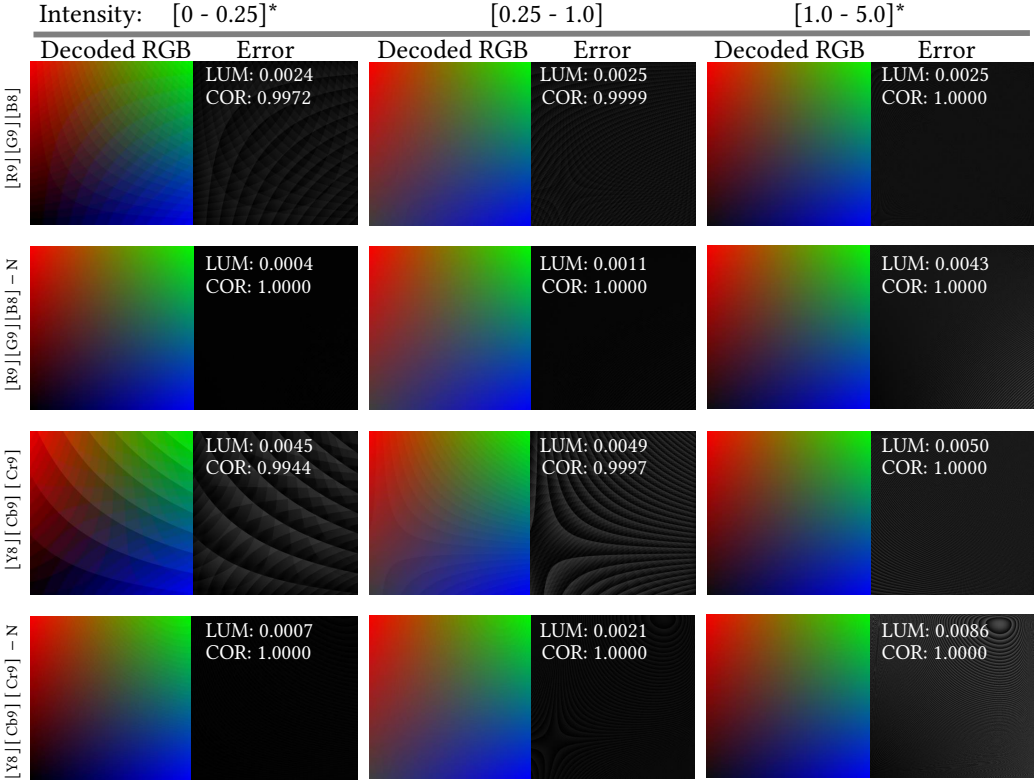 Intensity: [0 - 0.25]* [0.25 - 1.0] [1.0 - 5.0]*
Decoded RGB Error Decoded RGB Error Decoded RGB Error
⌊R9⌋⌊G9⌋⌊B8⌋
LUM: 0.0024 LUM: 0.0025 LUM: 0.0025
COR: 0.9972 COR: 0.9999 COR: 1.0000
⌊R9⌋⌊G9⌋⌊B8⌋ − N
LUM: 0.0004 LUM: 0.0011 LUM: 0.0043
COR: 1.0000 COR: 1.0000 COR: 1.0000
⌊Y8⌋⌈Cb9⌋⌈Cr9⌋
LUM: 0.0045 LUM: 0.0049 LUM: 0.0050
COR: 0.9944 COR: 0.9997 COR: 1.0000
⌊Y8⌋⌈Cb9⌋⌈Cr9⌋ − N
LUM: 0.0007 LUM: 0.0021 LUM: 0.0086
COR: 1.0000 COR: 1.0000 COR: 1.0000